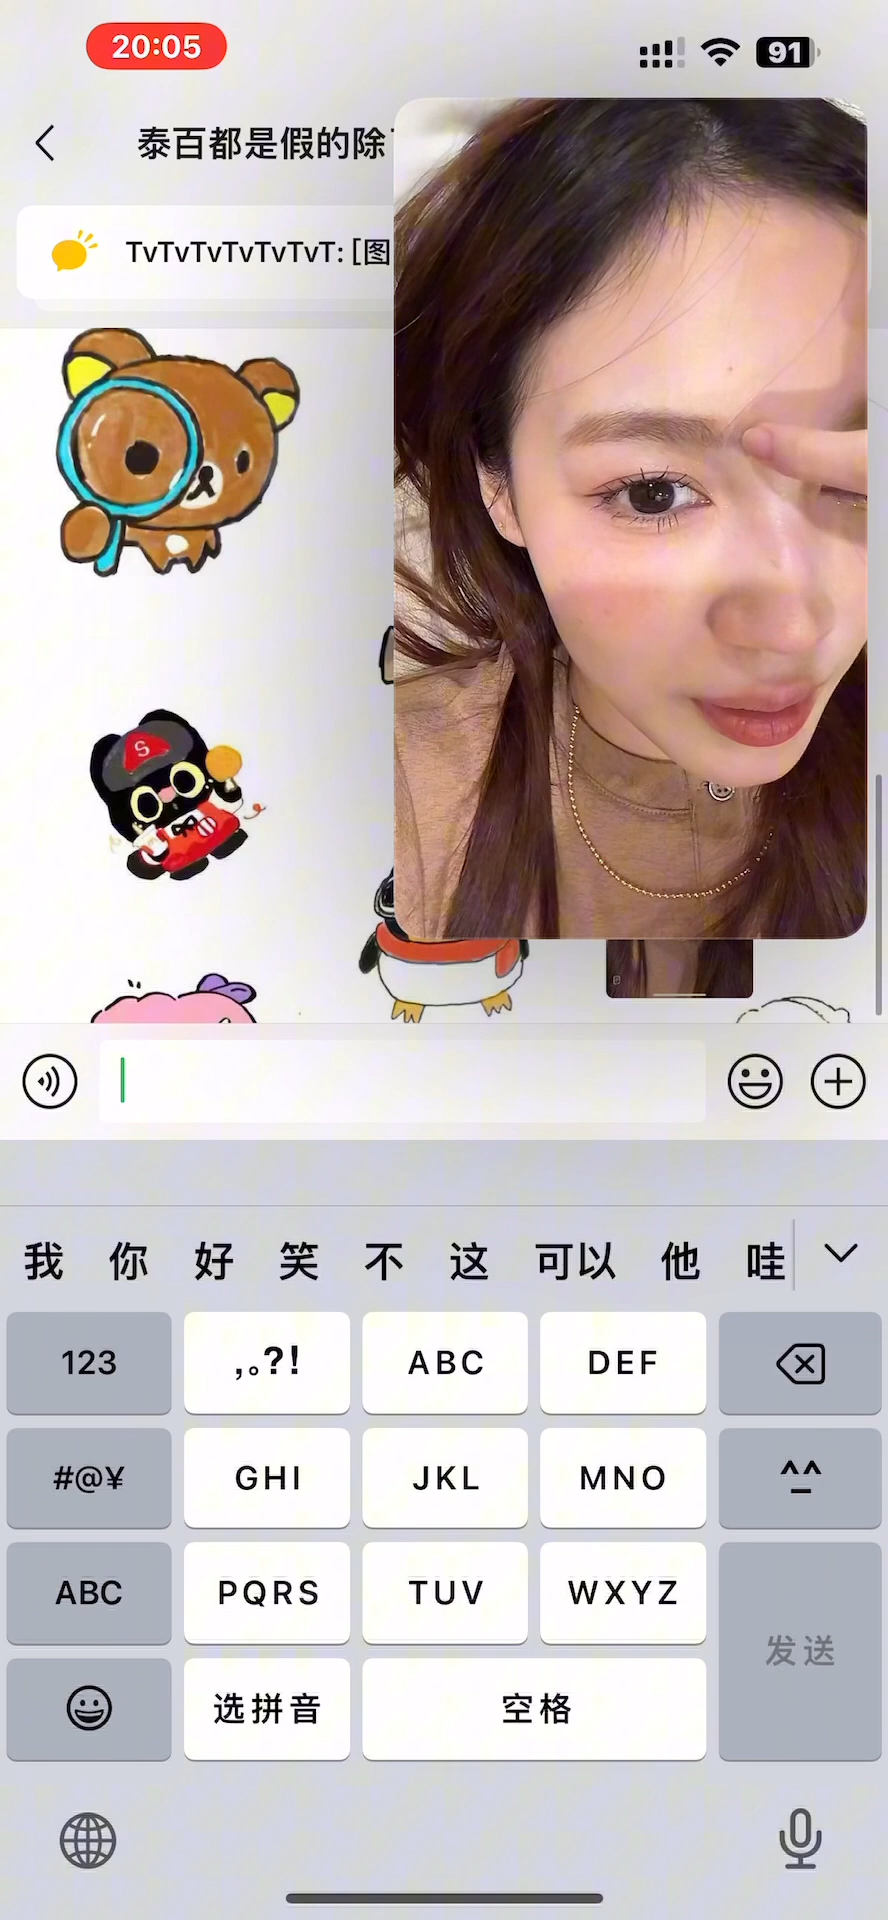 20:05
91
泰百都是假的除
TvTvTvTvTvTvT: [图
S
我 你 好 笑 不 这 可以 他 哇
123 ,。?! ABC DEF
#@¥ GHI JKL MNO ^^
ABC PQRS TUV WXYZ
发送
选拼音 空格